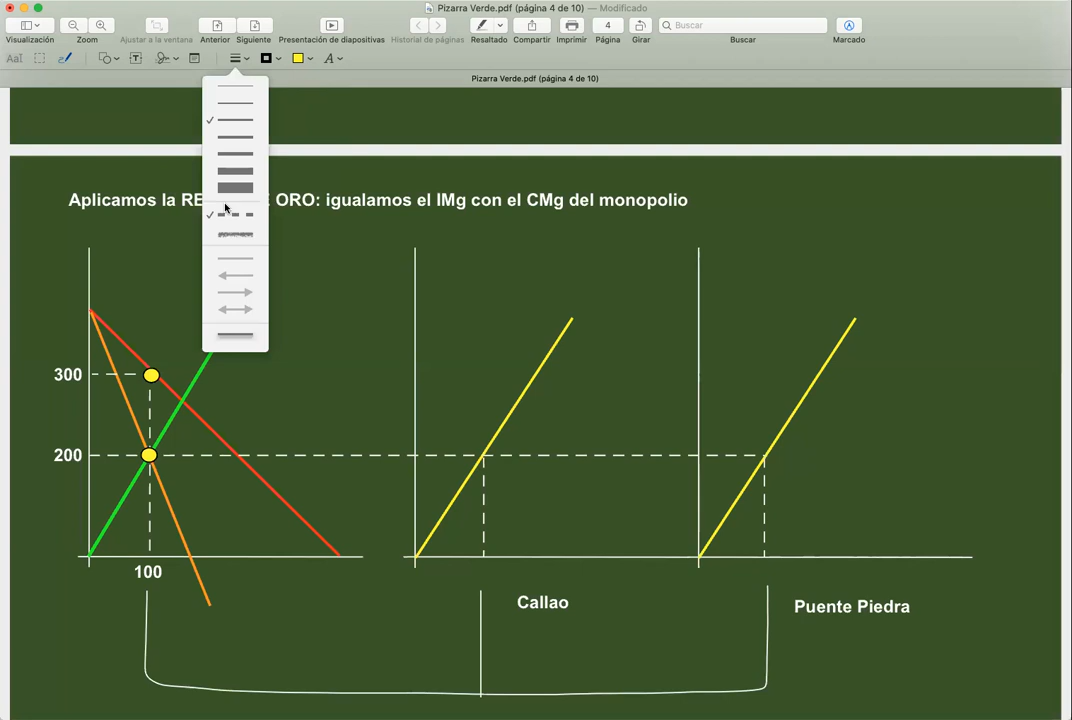 Pizarra Verde.pdf (página 4 de 10) — Modificado
4
Buscar
Visualización
Zoom
Ajustar a la ventana
Anterior
Siguiente
Presentación de diapositivas
Historial de páginas
Resaltado
Compartir
Imprimir
Página
Girar
Buscar
Marcado
AaI
T
A
Pizarra Verde.pdf (página 4 de 10)
Aplicamos la RE E ORO: igualamos el IMg con el CMg del monopolio
300
200
100
Callao
Puente Piedra